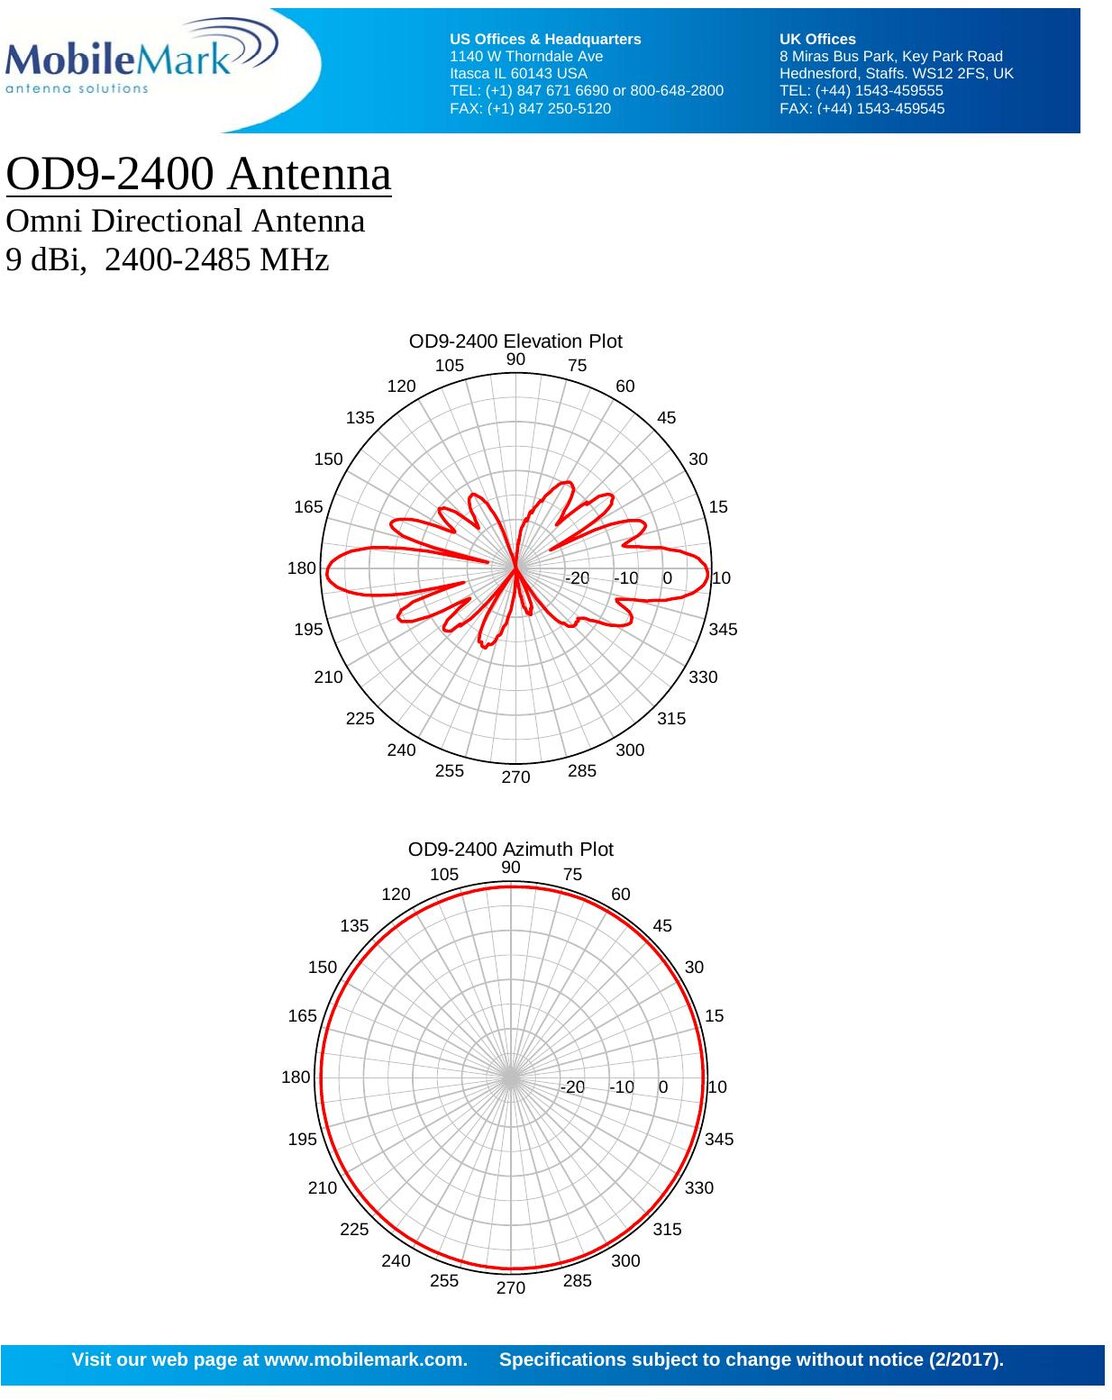 MobileMark
antenna solutions
US Offices & Headquarters
1140 W Thorndale Ave
Itasca IL 60143 USA
TEL: (+1) 847 671 6690 or 800-648-2800
FAX: (+1) 847 250-5120
UK Offices
8 Miras Bus Park, Key Park Road
Hednesford, Staffs. WS12 2FS, UK
TEL: (+44) 1543-459555
FAX: (+44) 1543-459545
OD9-2400 Antenna
Omni Directional Antenna
9 dBi, 2400-2485 MHz
OD9-2400 Elevation Plot
90
105 75
120 60
135 45
150 30
165 15
180 -20 -10 0 10
195 345
210 330
225 315
240 300
255 285
270
OD9-2400 Azimuth Plot
90
105 75
120 60
135 45
150 30
165 15
180 -20 -10 0 10
195 345
210 330
225 315
240 300
255 285
270
Visit our web page at www.mobilemark.com. Specifications subject to change without notice (2/2017).